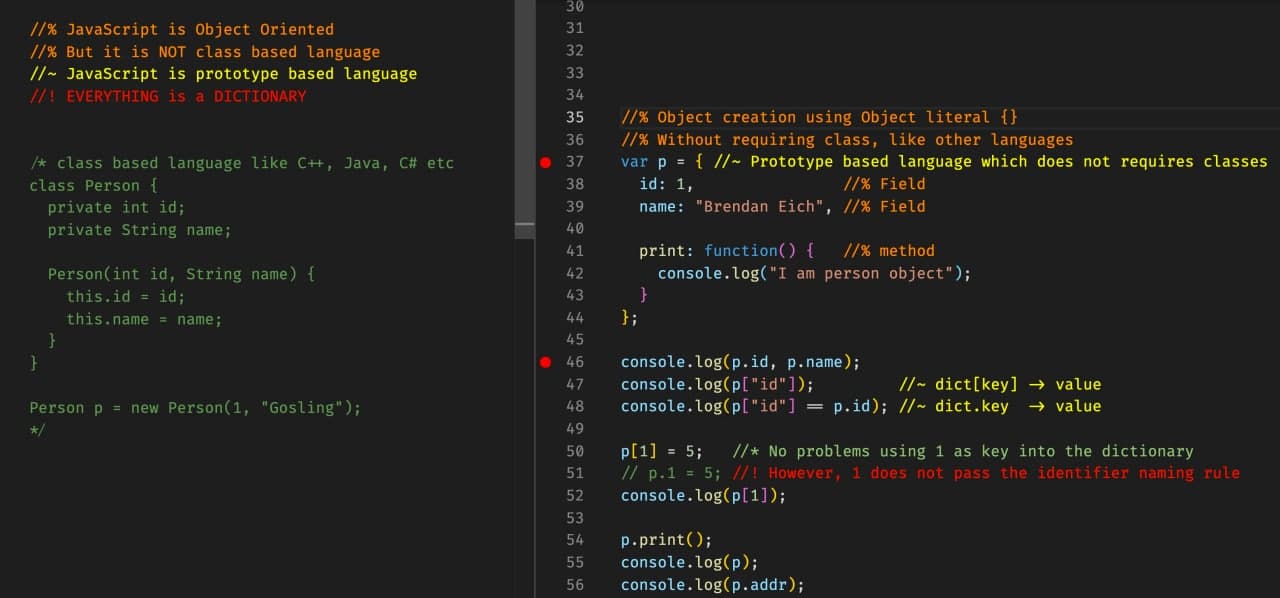 //% JavaScript is Object Oriented
//% But it is NOT class based language
//~ JavaScript is prototype based language
//! EVERYTHING is a DICTIONARY
/* class based language like C++, Java, C# etc
class Person {
private int id;
private String name;
Person(int id, String name) {
this.id = id;
this.name = name;
}
}
Person p = new Person(1, "Gosling");
*/
30
31
32
33
34
35 //% Object creation using Object literal {}
36 //% Without requiring class, like other languages
37 var p = { //~ Prototype based language which does not requires classes
38 id: 1, //% Field
39 name: "Brendan Eich", //% Field
40
41 print: function() { //% method
42 console.log("I am person object");
43 }
44 };
45
46 console.log(p.id, p.name);
47 console.log(p["id"]); //~ dict[key] -> value
48 console.log(p["id"] == p.id); //~ dict.key -> value
49
50 p[1] = 5; //* No problems using 1 as key into the dictionary
51 // p.1 = 5; //! However, 1 does not pass the identifier naming rule
52 console.log(p[1]);
53
54 p.print();
55 console.log(p);
56 console.log(p.addr);